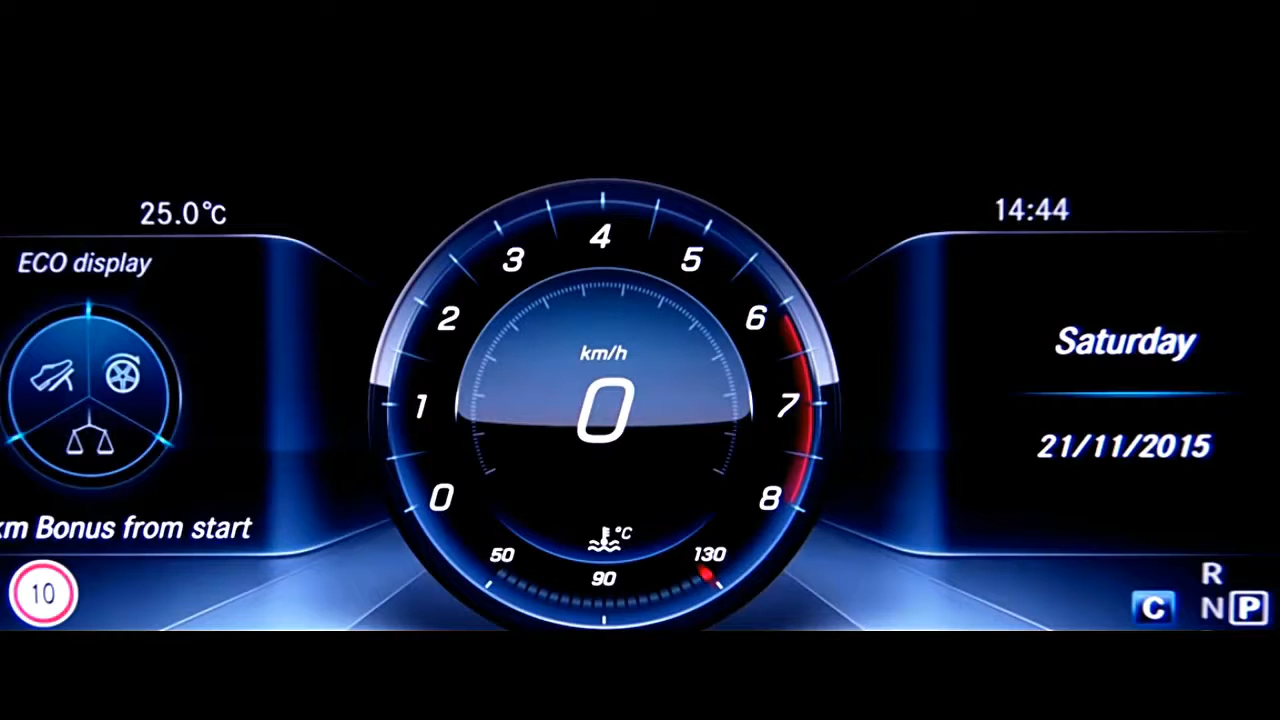 25.0°C
14:44
ECO display
km Bonus from start
10
0
1
2
3
4
5
6
7
8
km/h
0
°C
50
90
130
Saturday
21/11/2015
R
C
N P